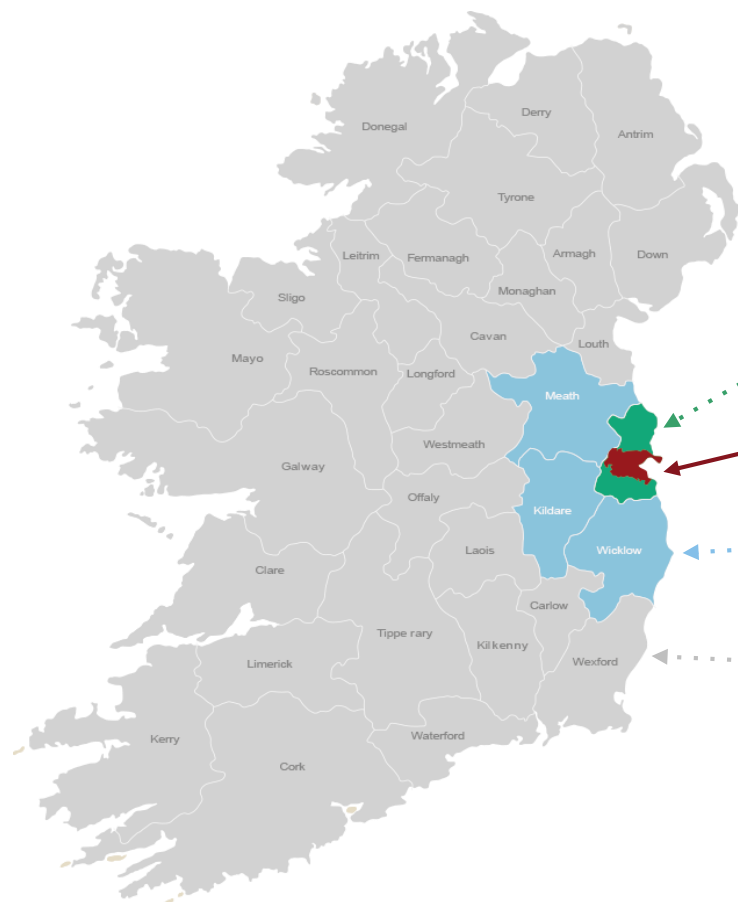 Derry
Donegal
Antrim
Tyrone
Leitrim
Fermanagh
Armagh
Down
Monaghan
Sligo
Cavan
Louth
Mayo
Roscommon
Longford
Meath
Westmeath
Galway
Offaly
Kildare
Laois
Wicklow
Clare
Carlow
Tippe rary
Kilkenny
Limerick
Wexford
Kerry
Waterford
Cork